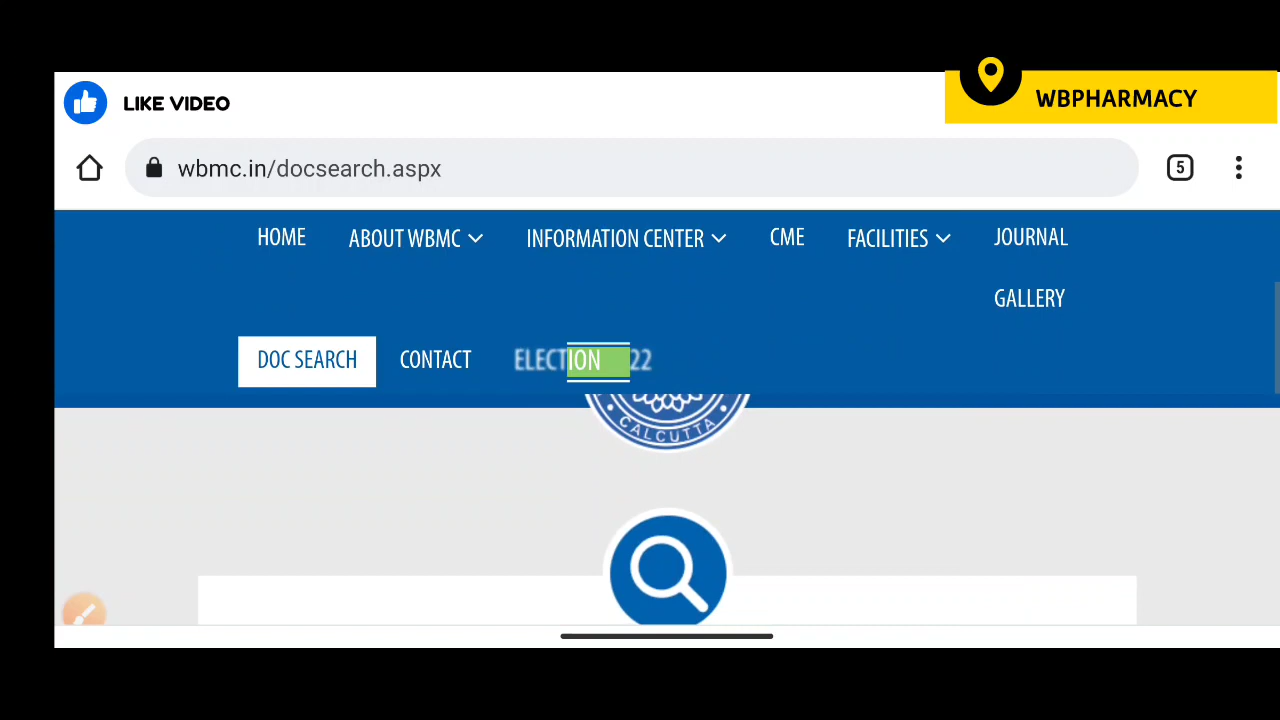 LIKE VIDEO
WBPHARMACY
wbmc.in/docsearch.aspx
5
HOME ABOUT WBMC INFORMATION CENTER CME FACILITIES JOURNAL
GALLERY
DOC SEARCH CONTACT ELECTION 22
CALCUTTA